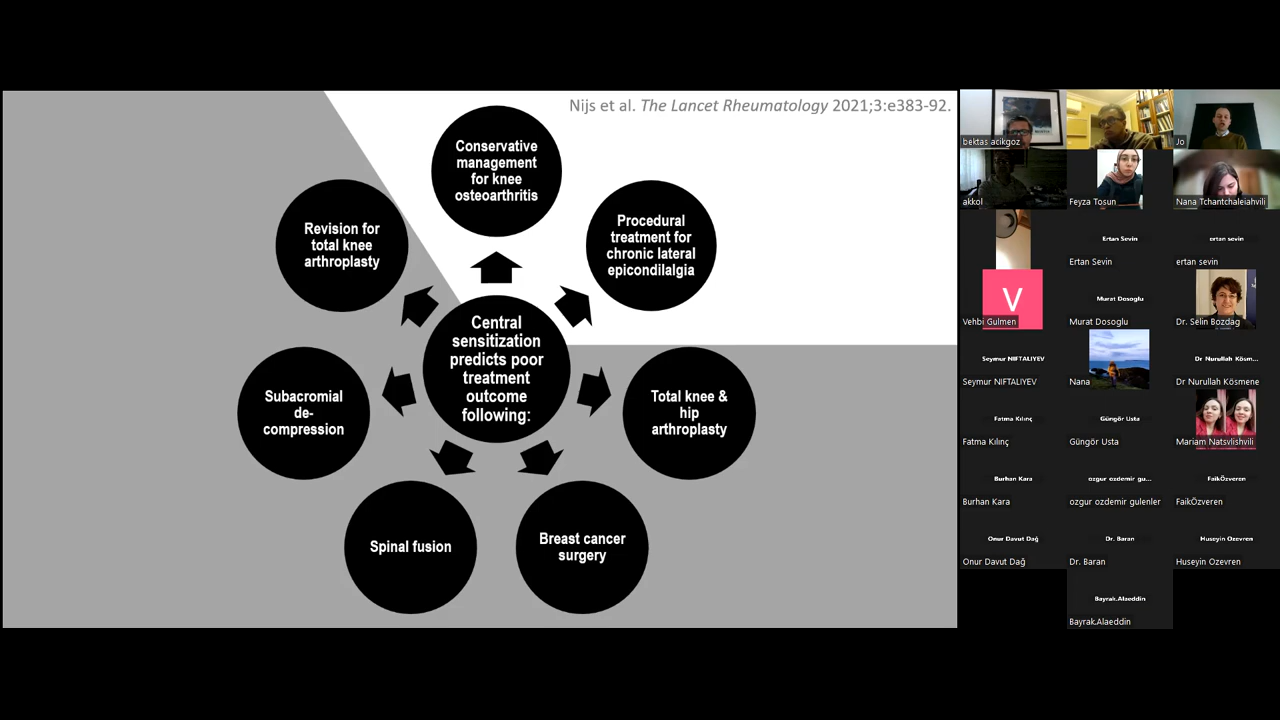 Nijs et al. The Lancet Rheumatology 2021;3:e383-92.
Conservative
management
for knee
osteoarthritis
Procedural
treatment for
chronic lateral
epicondilalgia
Total knee &
hip
arthroplasty
Breast cancer
surgery
Spinal fusion
Subacromial
de-
compression
Revision for
total knee
arthroplasty
Central
sensitization
predicts poor
treatment
outcome
following:
bektas acikgoz
Jo
akkol
Feyza Tosun
Nana Tchantchaleiahvili
Ertan Sevin
Ertan Sevin
ertan sevin
ertan sevin
V
Vehbi Gulmen
Murat Dosoglu
Murat Dosoglu
Dr. Selin Bozdag
Seymur NIFTALIYEV
Seymur NIFTALIYEV
Nana
Dr Nurullah Kösm...
Dr Nurullah Kösmene
Fatma Kılınç
Fatma Kılınç
Güngör Usta
Güngör Usta
Mariam Natsvlishvili
Burhan Kara
Burhan Kara
ozgur ozdemir gu...
ozgur ozdemir gulenler
FaikÖzveren
FaikÖzveren
Onur Davut Dağ
Onur Davut Dağ
Dr. Baran
Dr. Baran
Huseyin Ozevren
Huseyin Ozevren
Bayrak.Alaeddin
Bayrak.Alaeddin